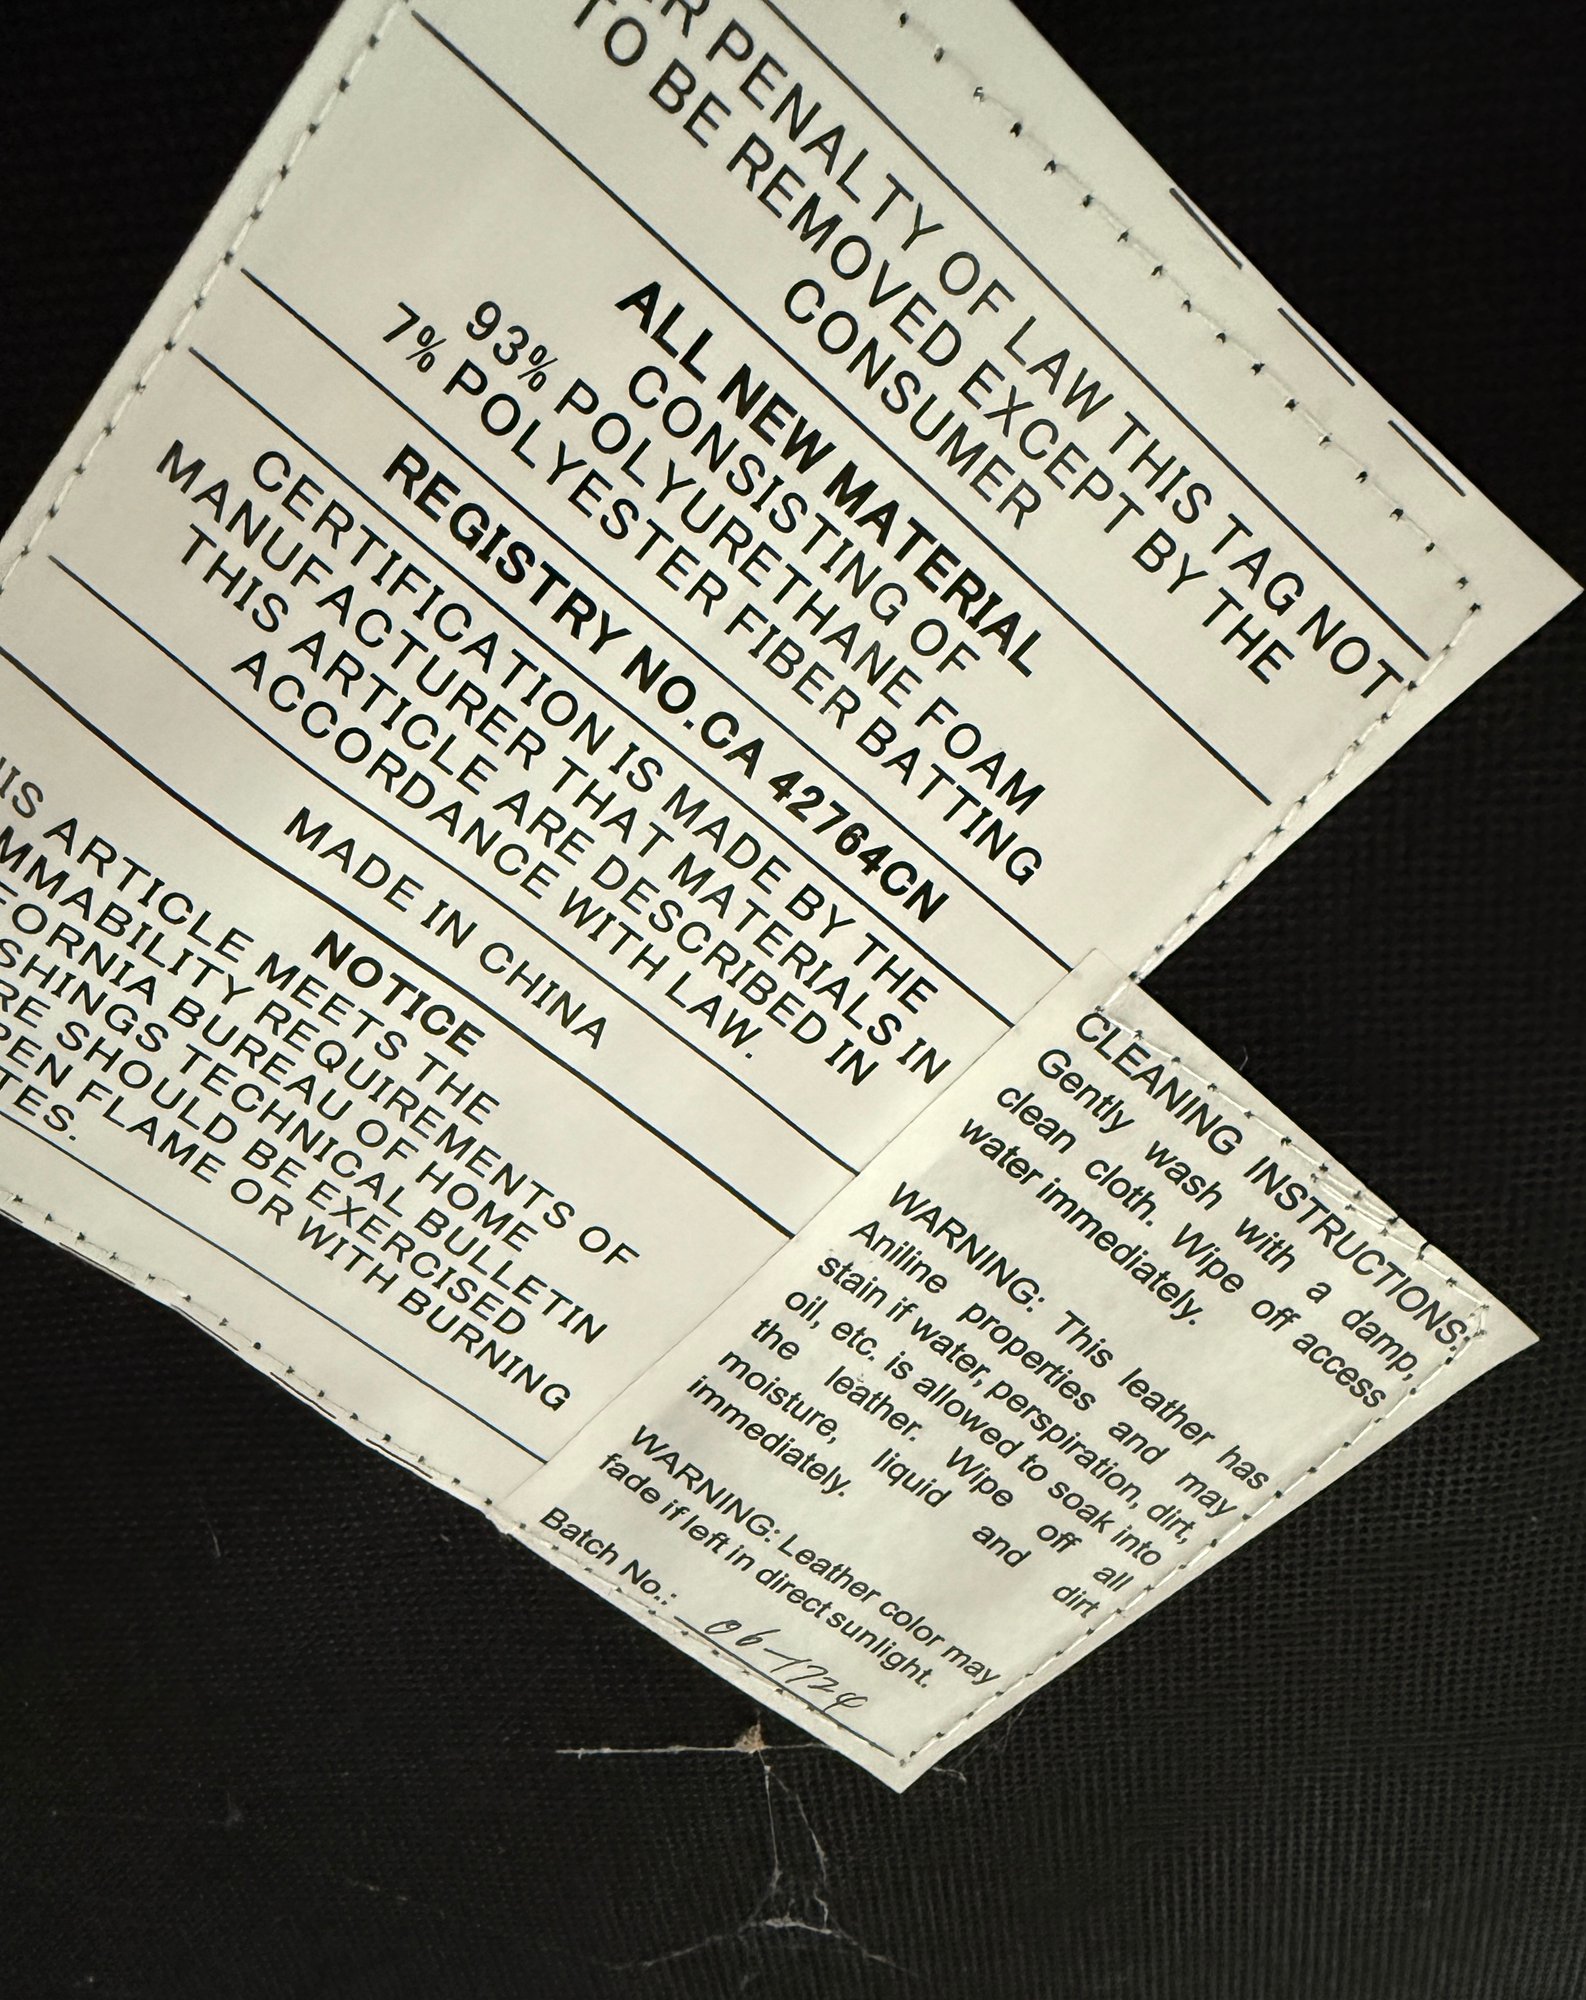 PENALTY OF LAW THIS TAG NOT
TO BE REMOVED EXCEPT BY THE
CONSUMER
ALL NEW MATERIAL
CONSISTING OF
93% POLYURETHANE FOAM
7% POLYESTER FIBER BATTING
REGISTRY NO.CA 42764CN
CERTIFICATION IS MADE BY THE
MANUFACTURER THAT MATERIALS IN
THIS ARTICLE ARE DESCRIBED IN
ACCORDANCE WITH LAW.
MADE IN CHINA
NOTICE
ARTICLE MEETS THE
REQUIREMENTS OF
BUREAU OF HOME
TECHNICAL BULLETIN
SHOULD BE EXERCISED
FLAME OR WITH BURNING
CLEANING INSTRUCTIONS:
Gently wash with a damp,
clean cloth. Wipe off access
water immediately.
WARNING: This leather has
Aniline properties and may
stain if water, perspiration, dirt,
oil, etc. is allowed to soak into
the leather. Wipe off all
moisture, liquid and dirt
immediately.
WARNING: Leather color may
fade if left in direct sunlight.
Batch No.: 06-1724